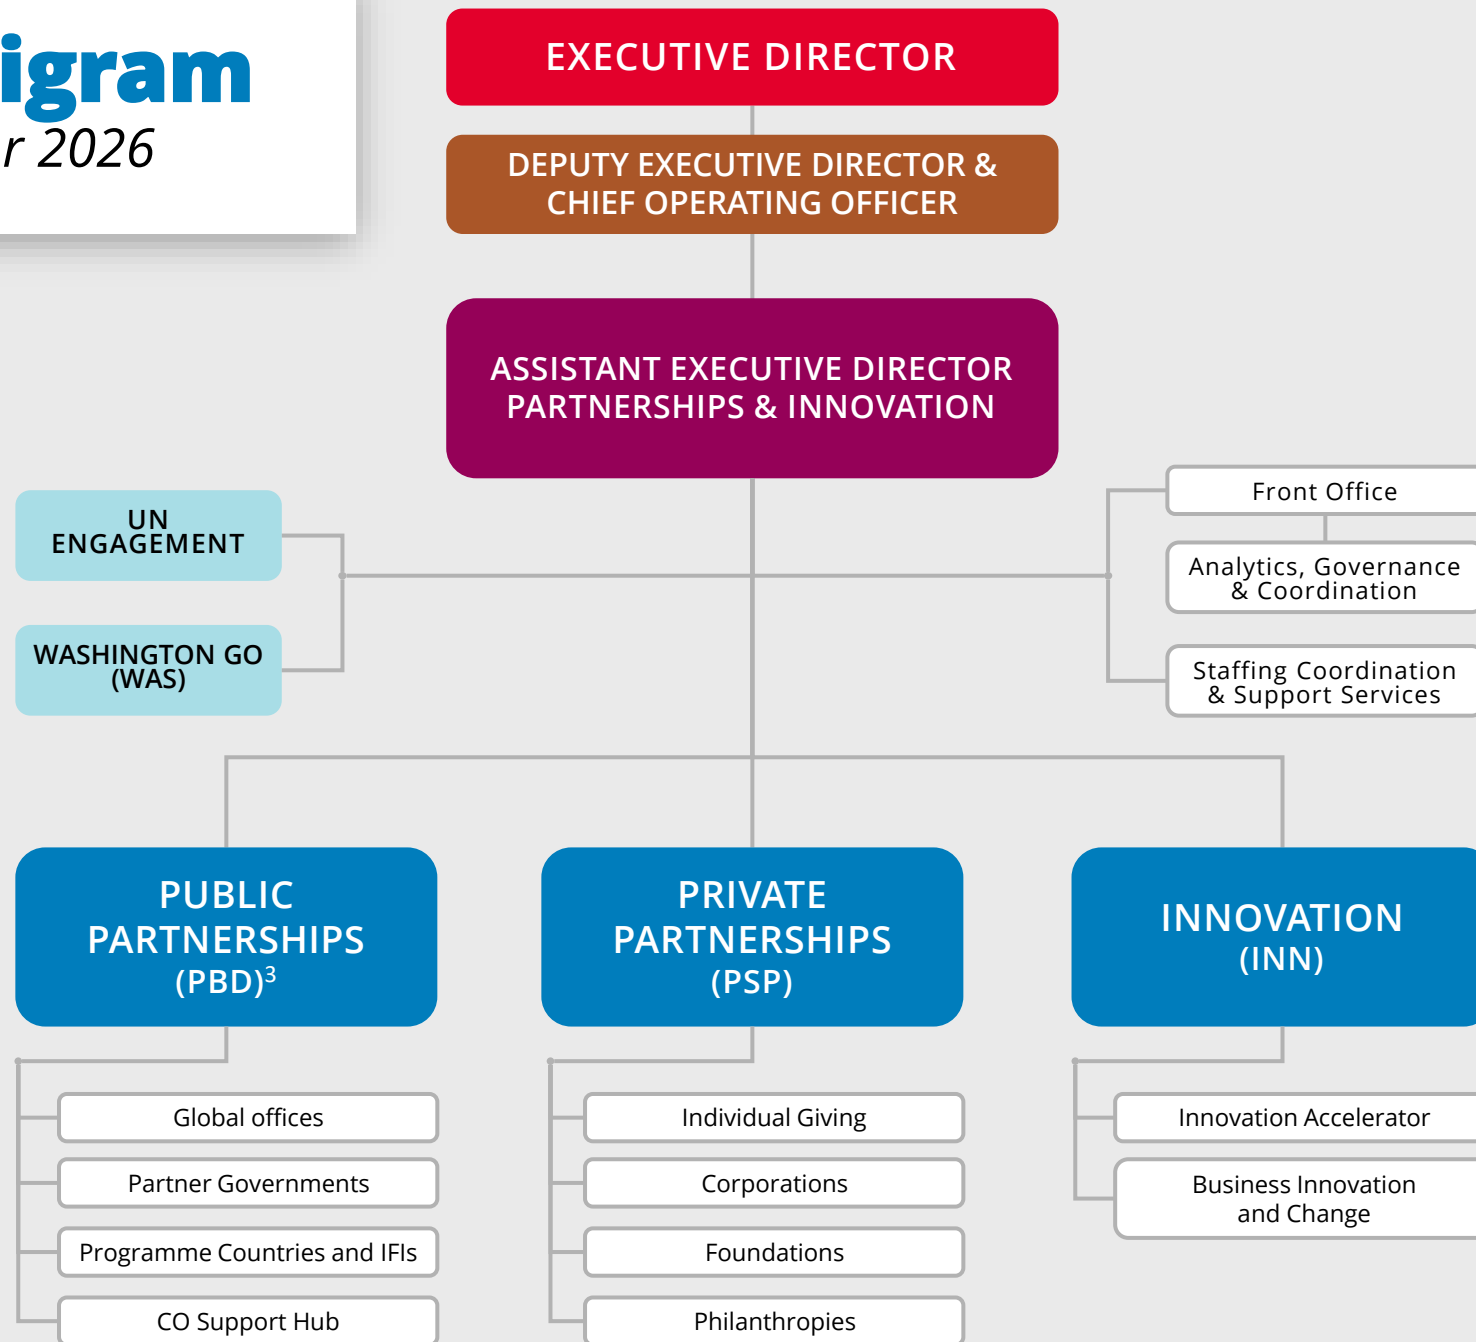 igram
r 2026
EXECUTIVE DIRECTOR
DEPUTY EXECUTIVE DIRECTOR &
CHIEF OPERATING OFFICER
ASSISTANT EXECUTIVE DIRECTOR
PARTNERSHIPS & INNOVATION
UN
ENGAGEMENT
WASHINGTON GO
(WAS)
Front Office
Analytics, Governance
& Coordination
Staffing Coordination
& Support Services
PUBLIC
PARTNERSHIPS
(PBD)³
Global offices
Partner Governments
Programme Countries and IFIs
CO Support Hub
PRIVATE
PARTNERSHIPS
(PSP)
Individual Giving
Corporations
Foundations
Philanthropies
INNOVATION
(INN)
Innovation Accelerator
Business Innovation
and Change